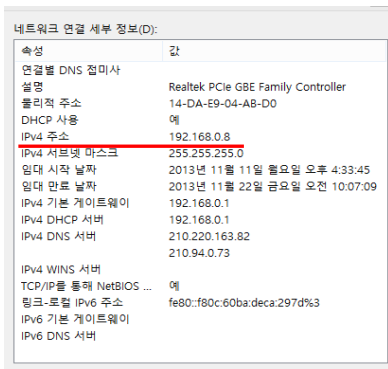 네트워크 연결 세부 정보(D):
속성 값
연결별 DNS 접미사
설명 Realtek PCIe GBE Family Controller
물리적 주소 14-DA-E9-04-AB-D0
DHCP 사용 예
IPv4 주소 192.168.0.8
IPv4 서브넷 마스크 255.255.255.0
임대 시작 날짜 2013년 11월 11일 월요일 오후 4:33:45
임대 만료 날짜 2013년 11월 22일 금요일 오전 10:07:09
IPv4 기본 게이트웨이 192.168.0.1
IPv4 DHCP 서버 192.168.0.1
IPv4 DNS 서버 210.220.163.82
210.94.0.73
IPv4 WINS 서버
TCP/IP를 통해 NetBIOS ... 예
링크-로컬 IPv6 주소 fe80::f80c:60ba:deca:297d%3
IPv6 기본 게이트웨이
IPv6 DNS 서버